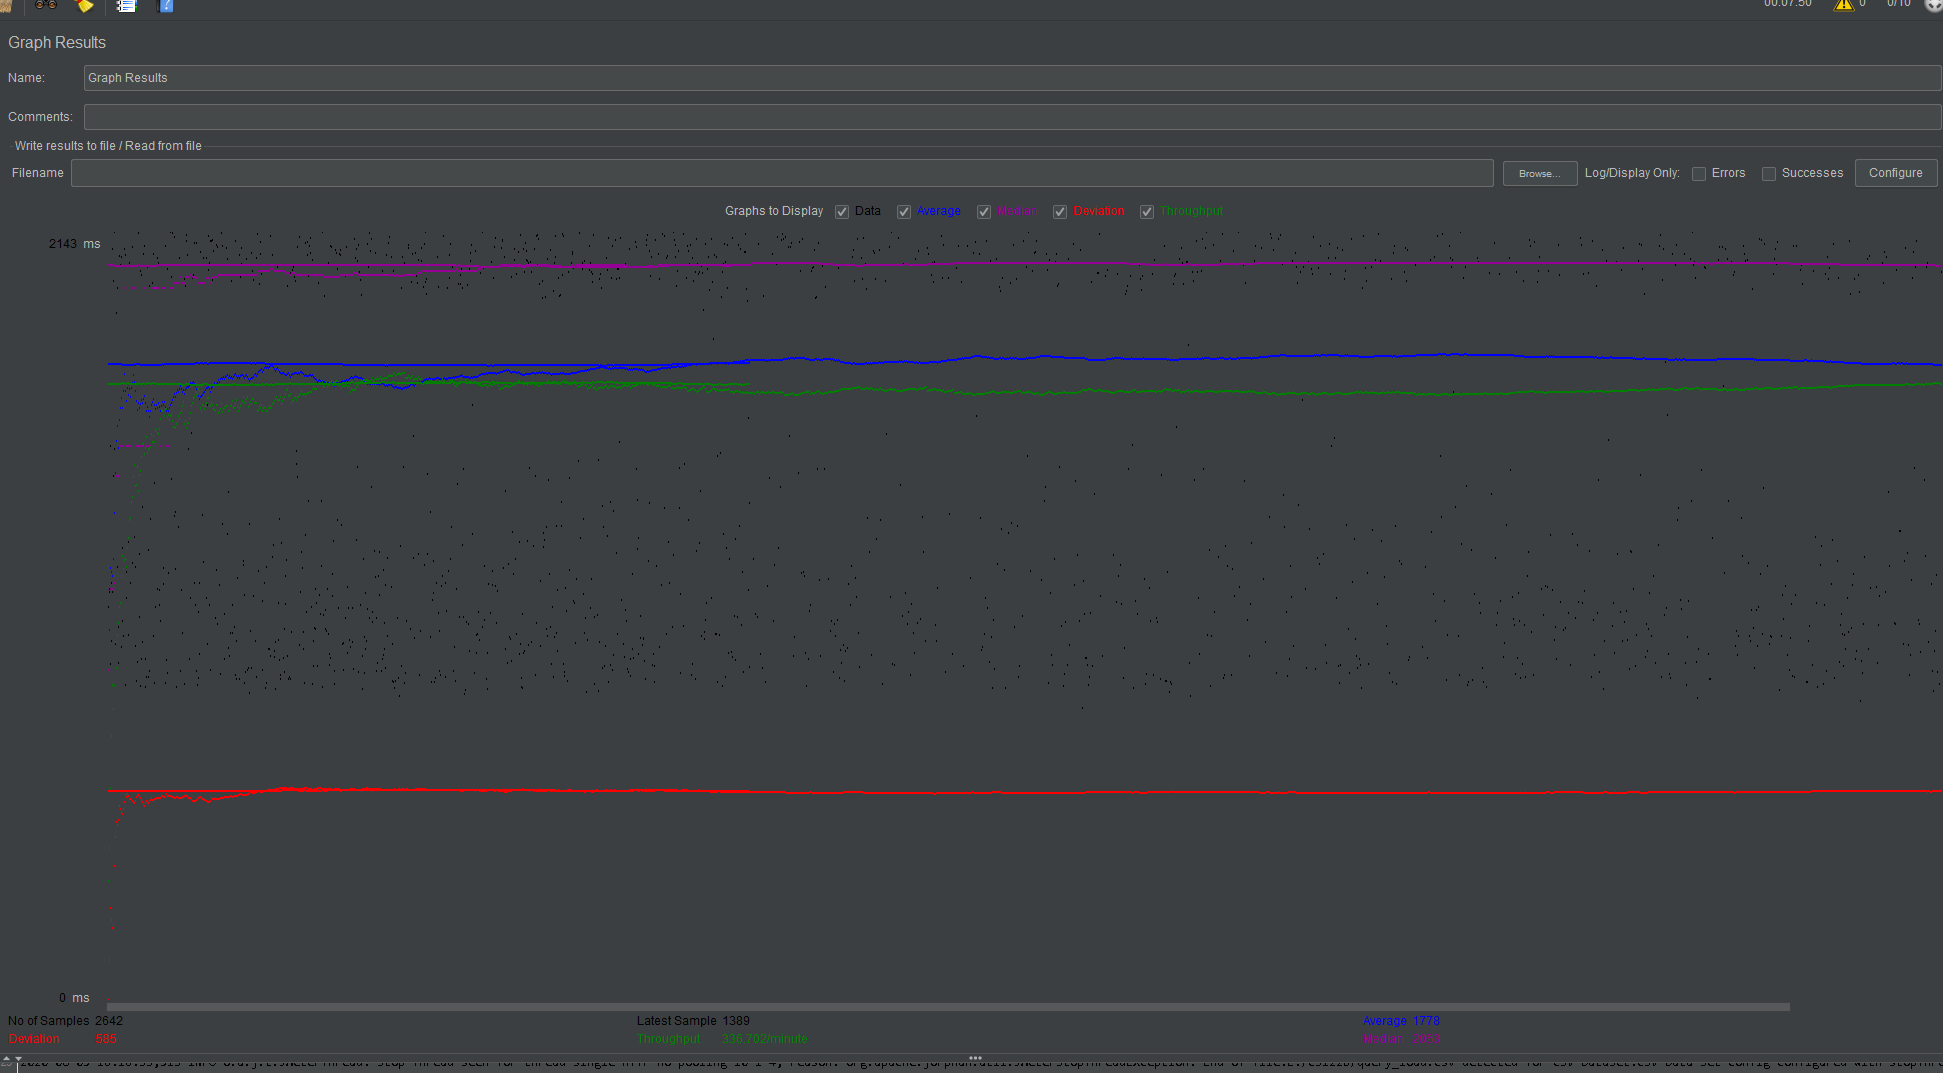 00:07:50 0 0/10
Graph Results
Name: Graph Results
Comments:
Write results to file / Read from file
Filename Browse... Log/Display Only: Errors Successes Configure
Graphs to Display Data Average Median Deviation Throughput
2143 ms
0 ms
No of Samples 2642 Latest Sample 1389 Average 1778
Deviation 585 Throughput 336.702/minute Median